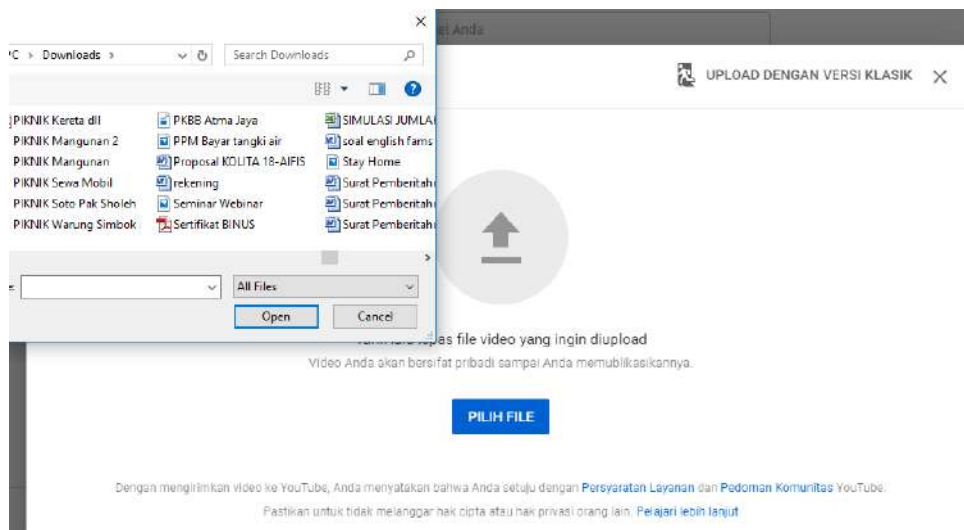 el Anda
PC > Downloads >
Search Downloads
UPLOAD DENGAN VERSI KLASIK
PIKNIK Kereta dll
PKBB Atma Jaya
SIMULASI JUMLA
PIKNIK Mangunan 2
PPM Bayar tangki air
soal english fams
PIKNIK Mangunan
Proposal KOLITA 18-AIFIS
Stay Home
PIKNIK Sewa Mobil
rekening
Surat Pemberitah
PIKNIK Soto Pak Sholeh
Seminar Webinar
Surat Pemberitah
PIKNIK Warung Simbok
Sertifikat BINUS
Surat Pemberitah
All Files
Open
Cancel
file video yang ingin diupload
Video Anda akan bersifat pribadi sampai Anda memublikasikannya.
PILIH FILE
Dengan mengirimkan video ke YouTube, Anda menyatakan bahwa Anda setuju dengan Persyaratan Layanan dan Pedoman Komunitas YouTube.
Pastikan untuk tidak melanggar hak cipta atau hak privasi orang lain. Pelajari lebih lanjut